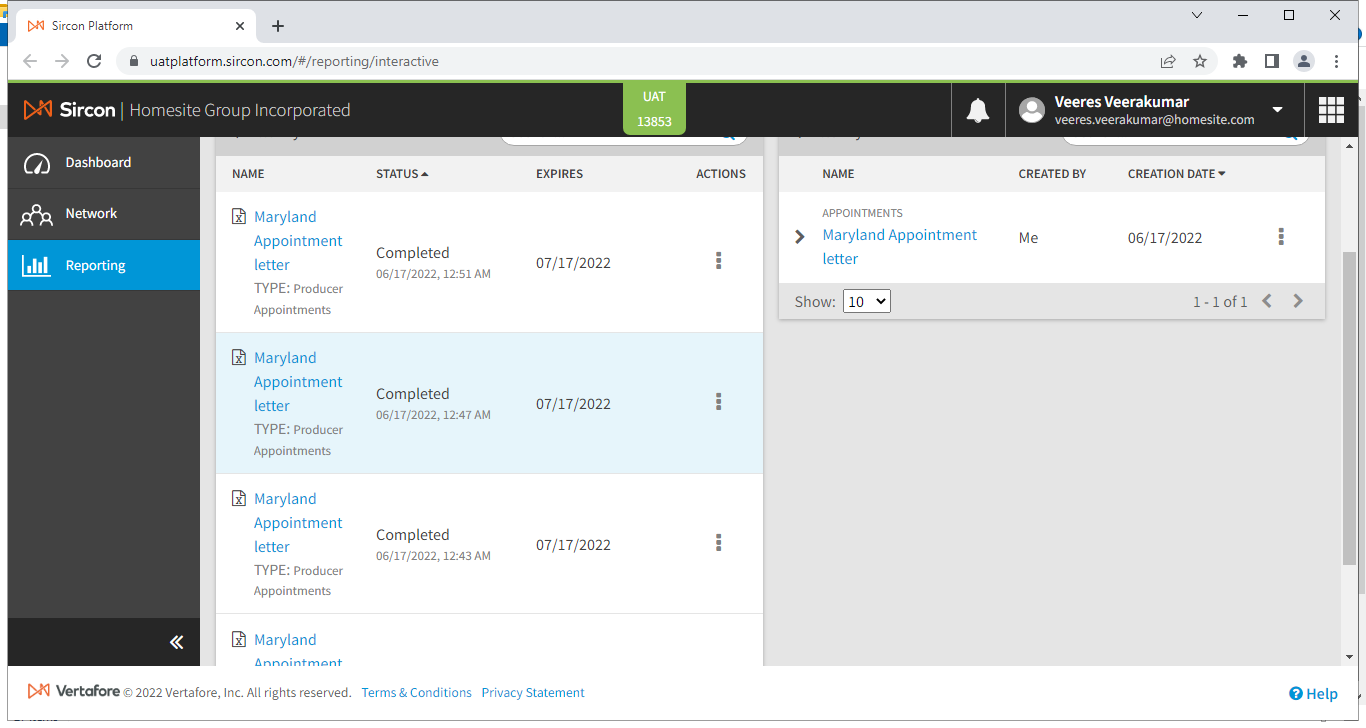 Sircon Platform
uatplatform.sircon.com/#/reporting/interactive
Sircon | Homesite Group Incorporated
UAT
13853
Veeres Veerakumar
veeres.veerakumar@homesite.com
Dashboard
Network
Reporting
NAME STATUS EXPIRES ACTIONS
Maryland
Appointment
letter
TYPE: Producer
Appointments
Completed
06/17/2022, 12:51 AM
07/17/2022
Maryland
Appointment
letter
TYPE: Producer
Appointments
Completed
06/17/2022, 12:47 AM
07/17/2022
Maryland
Appointment
letter
TYPE: Producer
Appointments
Completed
06/17/2022, 12:43 AM
07/17/2022
Maryland
Appointment
NAME CREATED BY CREATION DATE
APPOINTMENTS
Maryland Appointment
letter
Me
06/17/2022
Show: 10
1 - 1 of 1
Vertafore © 2022 Vertafore, Inc. All rights reserved. Terms & Conditions Privacy Statement
Help